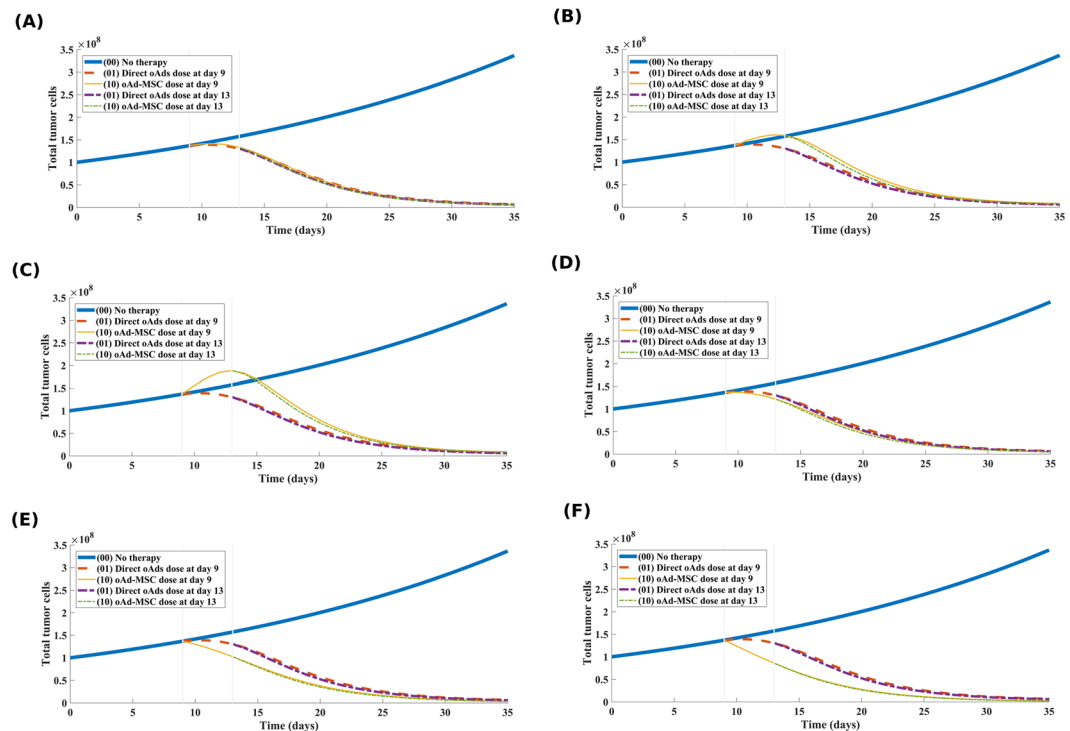 (A)
×10⁸
3.5
3
2.5
2
1.5
1
0.5
0
Total tumor cells
(00) No therapy
(01) Direct oAds dose at day 9
(10) oAd-MSC dose at day 9
(01) Direct oAds dose at day 13
(10) oAd-MSC dose at day 13
0 5 10 15 20 25 30 35
Time (days)
(B)
×10⁸
3.5
3
2.5
2
1.5
1
0.5
0
Total tumor cells
(00) No therapy
(01) Direct oAds dose at day 9
(10) oAd-MSC dose at day 9
(01) Direct oAds dose at day 13
(10) oAd-MSC dose at day 13
0 5 10 15 20 25 30 35
Time (days)
(C)
×10⁸
3.5
3
2.5
2
1.5
1
0.5
0
Total tumor cells
(00) No therapy
(01) Direct oAds dose at day 9
(10) oAd-MSC dose at day 9
(01) Direct oAds dose at day 13
(10) oAd-MSC dose at day 13
0 5 10 15 20 25 30 35
Time (days)
(D)
×10⁸
3.5
3
2.5
2
1.5
1
0.5
0
Total tumor cells
(00) No therapy
(01) Direct oAds dose at day 9
(10) oAd-MSC dose at day 9
(01) Direct oAds dose at day 13
(10) oAd-MSC dose at day 13
0 5 10 15 20 25 30 35
Time (days)
(E)
×10⁸
3.5
3
2.5
2
1.5
1
0.5
0
Total tumor cells
(00) No therapy
(01) Direct oAds dose at day 9
(10) oAd-MSC dose at day 9
(01) Direct oAds dose at day 13
(10) oAd-MSC dose at day 13
0 5 10 15 20 25 30 35
Time (days)
(F)
×10⁸
3.5
3
2.5
2
1.5
1
0.5
0
Total tumor cells
(00) No therapy
(01) Direct oAds dose at day 9
(10) oAd-MSC dose at day 9
(01) Direct oAds dose at day 13
(10) oAd-MSC dose at day 13
0 5 10 15 20 25 30 35
Time (days)